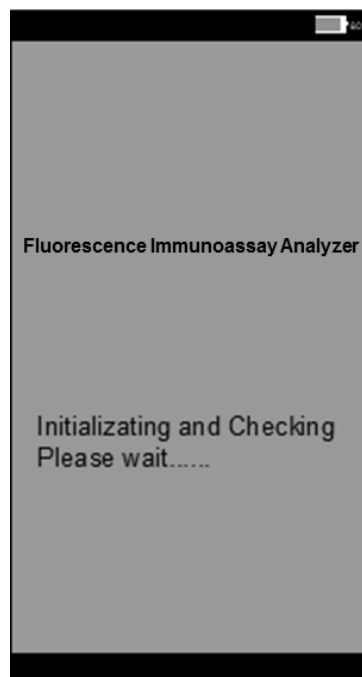 Fluorescence Immunoassay Analyzer
Initializating and Checking
Please wait......